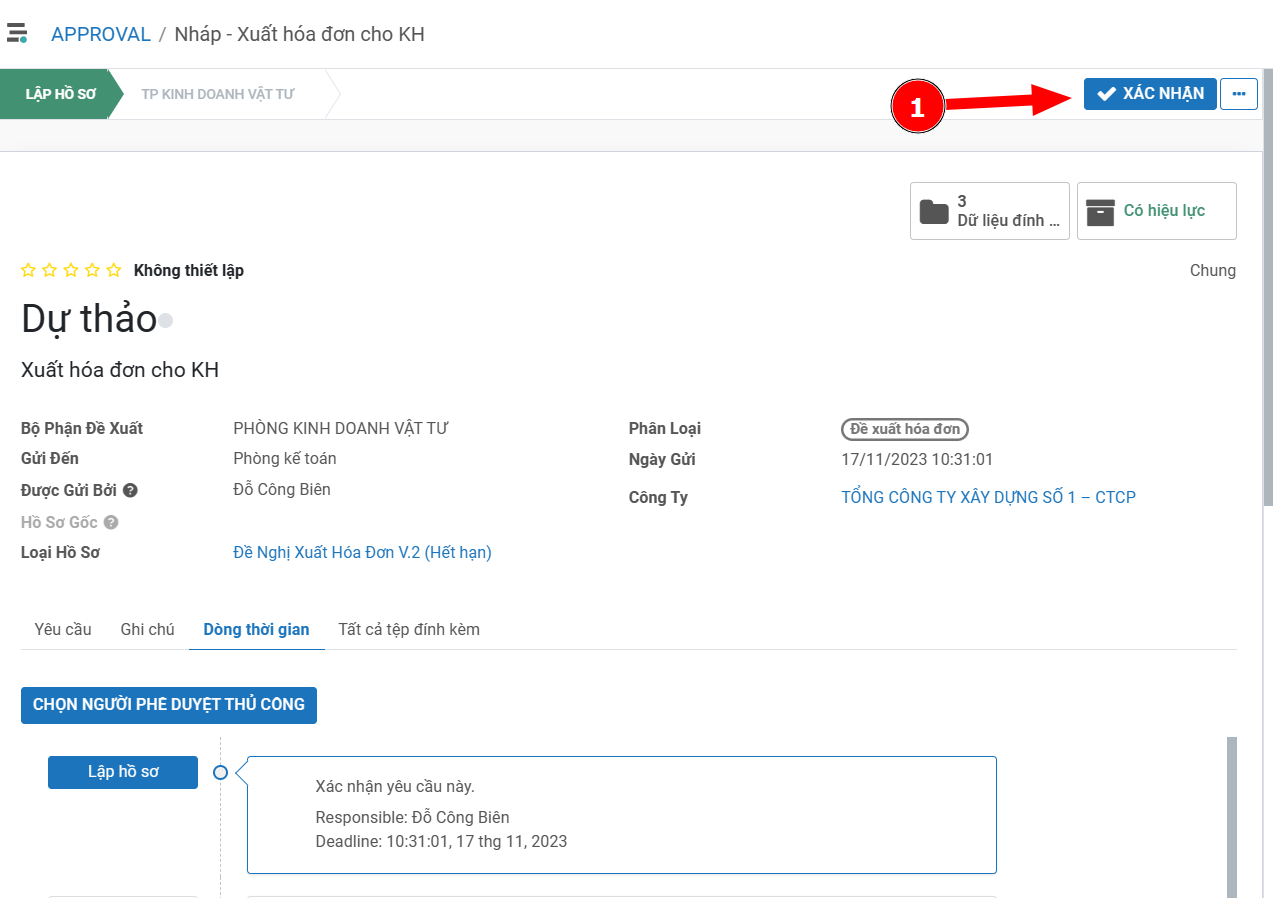 APPROVAL / Nháp - Xuất hóa đơn cho KH
LẬP HỒ SƠ TP KINH DOANH VẬT TƯ
1
XÁC NHẬN
3
Dữ liệu đính ...
Có hiệu lực
Không thiết lập
Chung
Dự thảo
Xuất hóa đơn cho KH
Bộ Phận Đề Xuất PHÒNG KINH DOANH VẬT TƯ
Phân Loại Đề xuất hóa đơn
Gửi Đến Phòng kế toán
Ngày Gửi 17/11/2023 10:31:01
Được Gửi Bởi Đỗ Công Biên
Công Ty TỔNG CÔNG TY XÂY DỰNG SỐ 1 – CTCP
Hồ Sơ Gốc
Loại Hồ Sơ Đề Nghị Xuất Hóa Đơn V.2 (Hết hạn)
Yêu cầu Ghi chú Dòng thời gian Tất cả tệp đính kèm
CHỌN NGƯỜI PHÊ DUYỆT THỦ CÔNG
Lập hồ sơ
Xác nhận yêu cầu này.
Responsible: Đỗ Công Biên
Deadline: 10:31:01, 17 thg 11, 2023